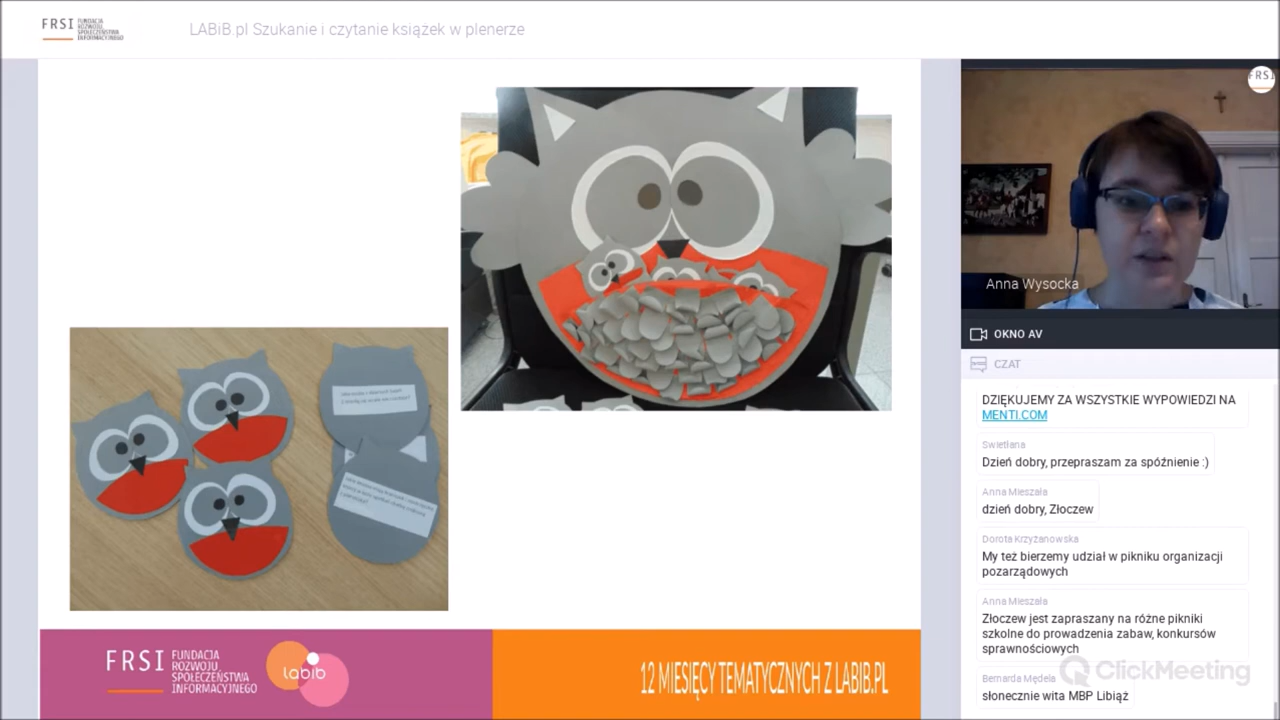 FRSI FUNDACJA
ROZWOJU
SPOŁECZEŃSTWA
INFORMACYJNEGO
LABiB.pl Szukanie i czytanie książek w plenerze
FRSI
Anna Wysocka
OKNO AV
CZAT
DZIĘKUJEMY ZA WSZYSTKIE WYPOWIEDZI NA
MENTI.COM
Swietłana
Dzień dobry, przepraszam za spóźnienie :)
Anna Mieszała
dzień dobry, Złoczew
Dorota Krzyżanowska
My też bierzemy udział w pikniku organizacji
pozarządowych
Anna Mieszała
Złoczew jest zapraszany na różne pikniki
szkolne do prowadzenia zabaw, konkursów
sprawnościowych
Bernarda Mędela
słonecznie wita MBP Libiąż
ClickMeeting
FRSI FUNDACJA
ROZWOJU
SPOŁECZEŃSTWA
INFORMACYJNEGO
labib
12 MIESIĘCY TEMATYCZNYCH Z LABIB.PL